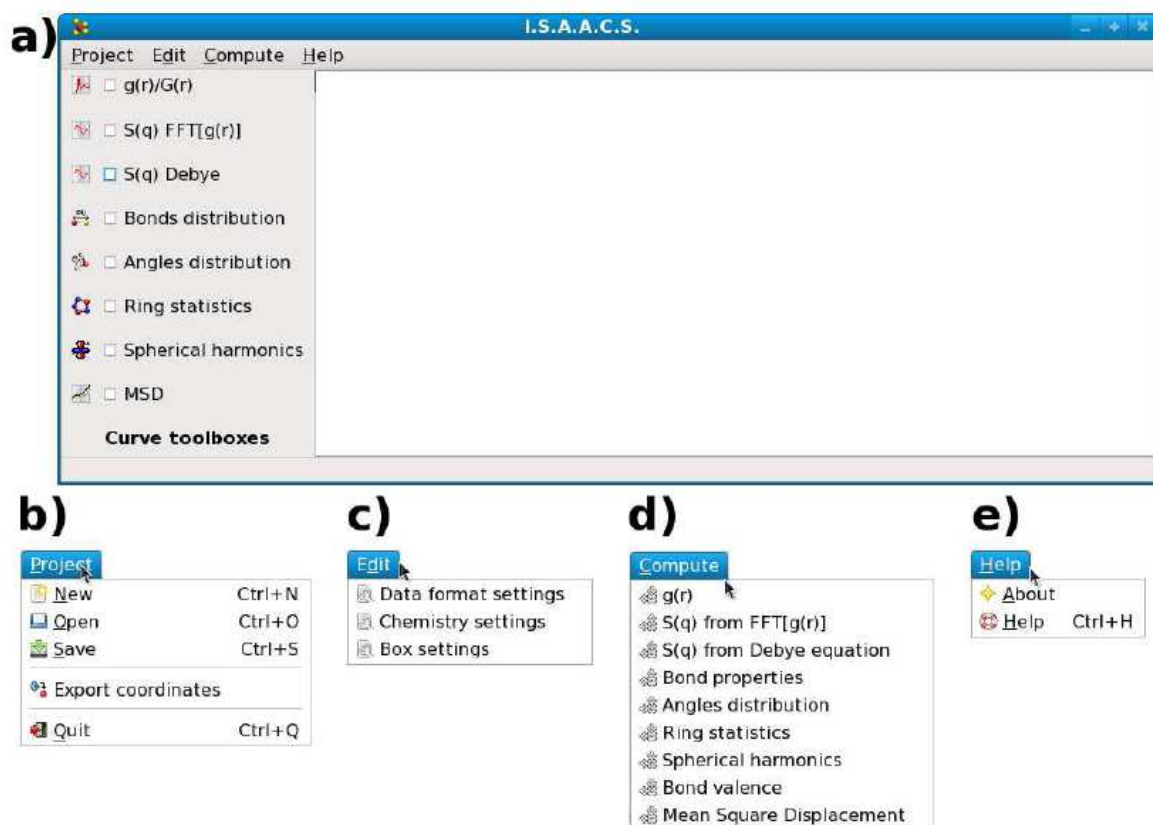 a)
I.S.A.A.C.S.
Project Edit Compute Help
g(r)/G(r)
S(q) FFT[g(r)]
S(q) Debye
Bonds distribution
Angles distribution
Ring statistics
Spherical harmonics
MSD
Curve toolboxes
b)
Project
New Ctrl+N
Open Ctrl+O
Save Ctrl+S
Export coordinates
Quit Ctrl+Q
c)
Edit
Data format settings
Chemistry settings
Box settings
d)
Compute
g(r)
S(q) from FFT[g(r)]
S(q) from Debye equation
Bond properties
Angles distribution
Ring statistics
Spherical harmonics
Bond valence
Mean Square Displacement
e)
Help
About
Help Ctrl+H